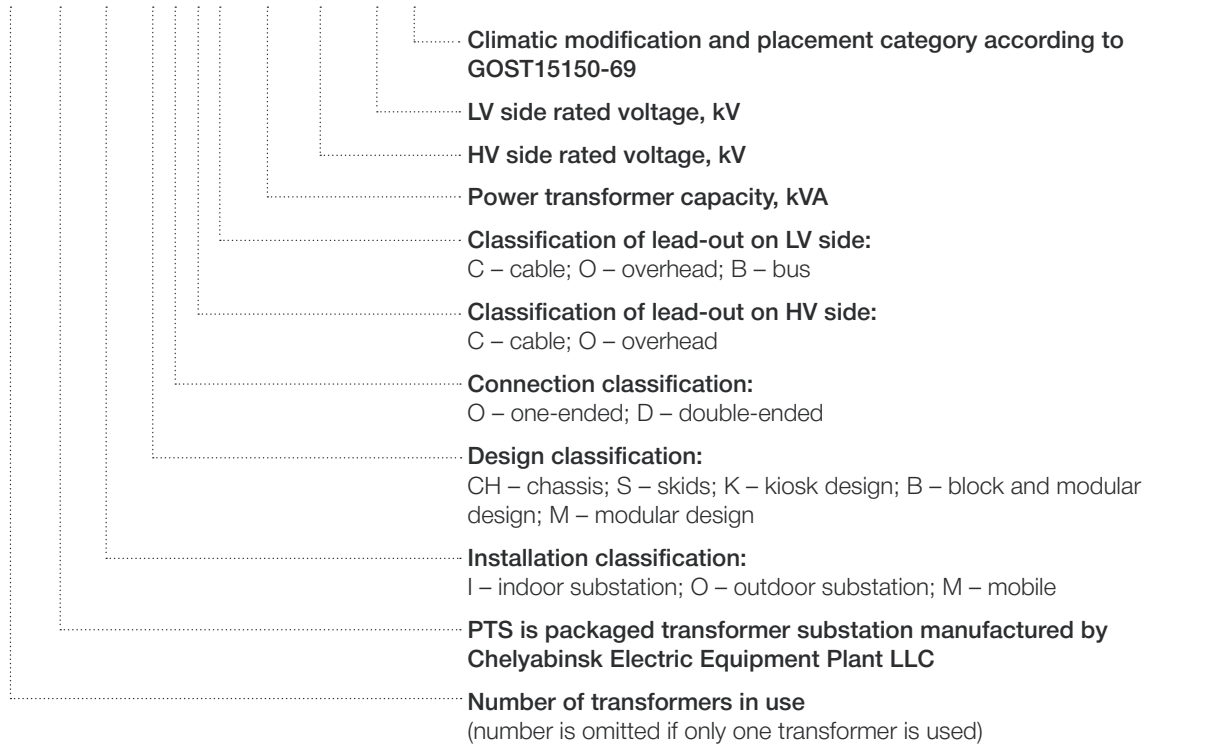 Climatic modification and placement category according to
GOST15150-69
LV side rated voltage, kV
HV side rated voltage, kV
Power transformer capacity, kVA
Classification of lead-out on LV side:
C – cable; O – overhead; B – bus
Classification of lead-out on HV side:
C – cable; O – overhead
Connection classification:
O – one-ended; D – double-ended
Design classification:
CH – chassis; S – skids; K – kiosk design; B – block and modular
design; M – modular design
Installation classification:
I – indoor substation; O – outdoor substation; M – mobile
PTS is packaged transformer substation manufactured by
Chelyabinsk Electric Equipment Plant LLC
Number of transformers in use
(number is omitted if only one transformer is used)